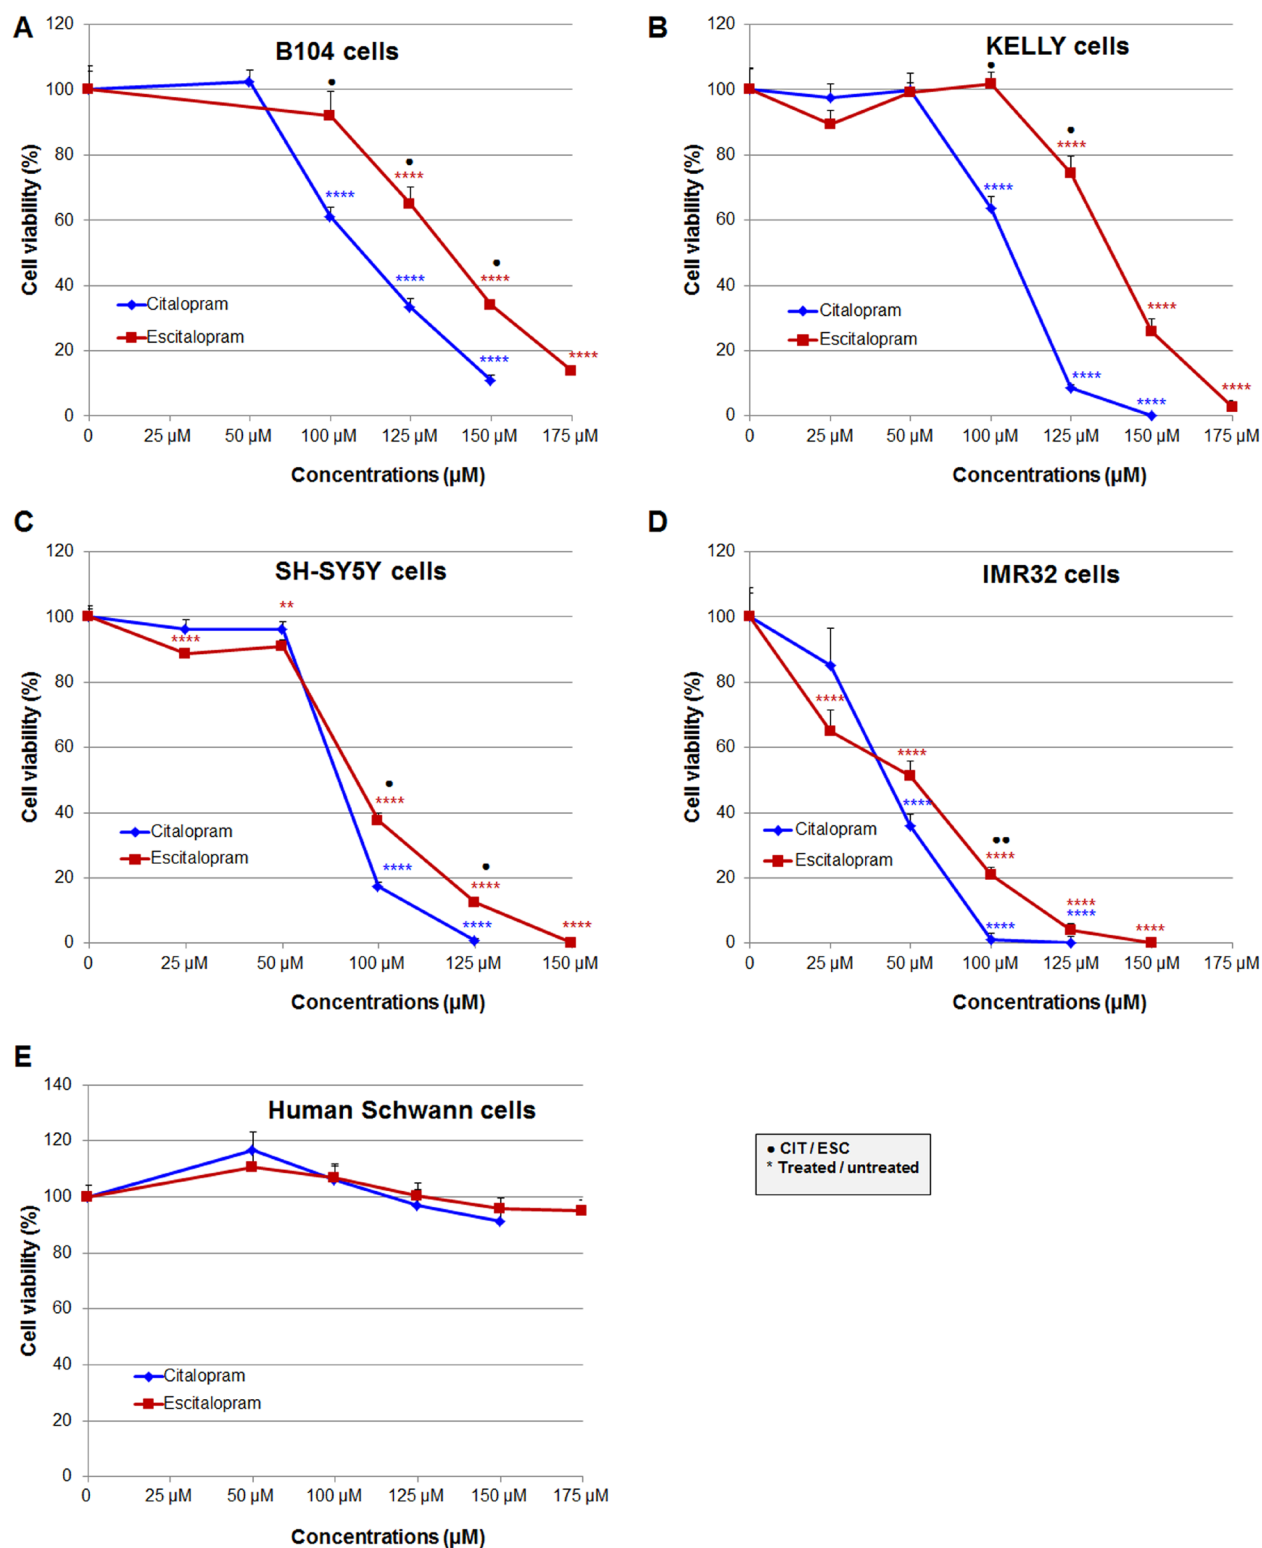 A
B104 cells
120
100
80
60
40
20
0
Cell viability (%)
•
•
****
****
•
****
****
****
****
Citalopram
Escitalopram
0 25 µM 50 µM 100 µM 125 µM 150 µM 175 µM
Concentrations (µM)
B
KELLY cells
120
100
80
60
40
20
0
Cell viability (%)
•
•
****
****
****
****
****
****
Citalopram
Escitalopram
0 25 µM 50 µM 100 µM 125 µM 150 µM 175 µM
Concentrations (µM)
C
SH-SY5Y cells
120
100
80
60
40
20
0
Cell viability (%)
**
****
•
****
****
•
****
****
****
Citalopram
Escitalopram
0 25 µM 50 µM 100 µM 125 µM 150 µM
Concentrations (µM)
D
IMR32 cells
120
100
80
60
40
20
0
Cell viability (%)
****
****
****
••
****
****
****
****
****
Citalopram
Escitalopram
0 25 µM 50 µM 100 µM 125 µM 150 µM 175 µM
Concentrations (µM)
E
Human Schwann cells
140
120
100
80
60
40
20
0
Cell viability (%)
Citalopram
Escitalopram
0 25 µM 50 µM 100 µM 125 µM 150 µM 175 µM
Concentrations (µM)
• CIT / ESC
* Treated / untreated